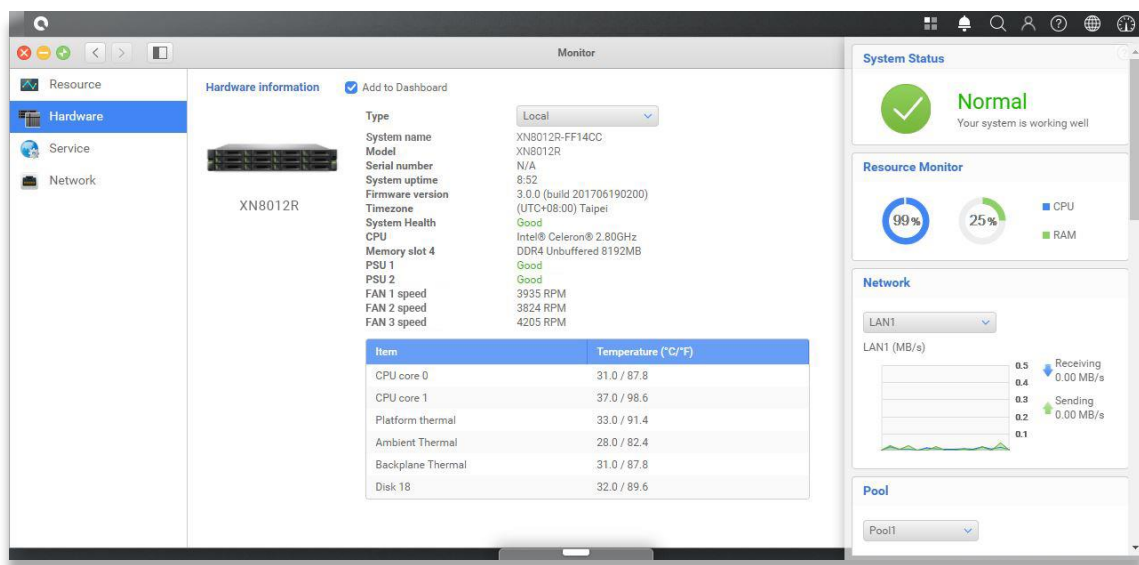 Monitor
Resource
Hardware
Service
Network
Hardware information
Add to Dashboard
XN8012R
Type Local
System name XN8012R-FF14CC
Model XN8012R
Serial number N/A
System uptime 8:52
Firmware version 3.0.0 (build 201706190200)
Timezone (UTC+08:00) Taipei
System Health Good
CPU Intel® Celeron® 2.80GHz
Memory slot 4 DDR4 Unbuffered 8192MB
PSU 1 Good
PSU 2 Good
FAN 1 speed 3935 RPM
FAN 2 speed 3824 RPM
FAN 3 speed 4205 RPM
Item Temperature (°C/°F)
CPU core 0 31.0 / 87.8
CPU core 1 37.0 / 98.6
Platform thermal 33.0 / 91.4
Ambient Thermal 28.0 / 82.4
Backplane Thermal 31.0 / 87.8
Disk 18 32.0 / 89.6
System Status
Normal
Your system is working well
Resource Monitor
99%
25%
CPU
RAM
Network
LAN1
LAN1 (MB/s)
0.5
0.4
0.3
0.2
0.1
Receiving
0.00 MB/s
Sending
0.00 MB/s
Pool
Pool1